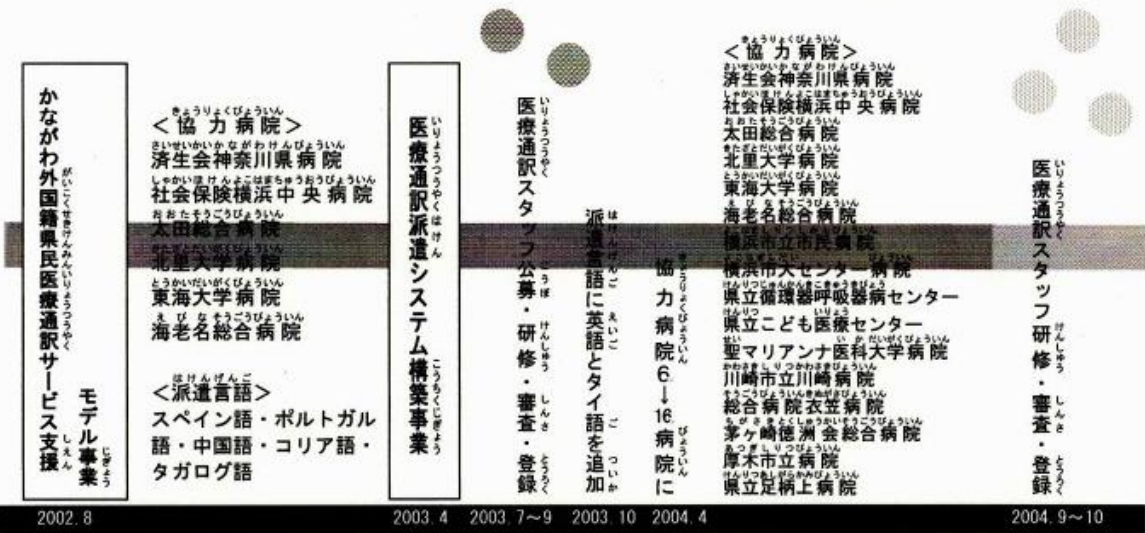 かながわ外国籍県民医療通訳サービス支援
モデル事業
＜協力病院＞
済生会神奈川県病院
社会保険横浜中央病院
太田総合病院
北里大学病院
東海大学病院
海老名総合病院
＜派遣言語＞
スペイン語・ポルトガル
語・中国語・コリア語・
タガログ語
医療通訳派遣システム構築事業
医療通訳スタッフ公募・研修・審査・登録
派遣言語に英語とタイ語を追加
協力病院6→16病院に
＜協力病院＞
済生会神奈川県病院
社会保険横浜中央病院
太田総合病院
北里大学病院
東海大学病院
海老名総合病院
横浜市立市民病院
横浜市大センター病院
県立循環器呼吸器病センター
県立こども医療センター
聖マリアンナ医科大学病院
川崎市立川崎病院
総合病院衣笠病院
茅ヶ崎徳洲会総合病院
厚木市立病院
県立足柄上病院
医療通訳スタッフ研修・審査・登録
2002.8
2003.4
2003.7～9
2003.10
2004.4
2004.9～10